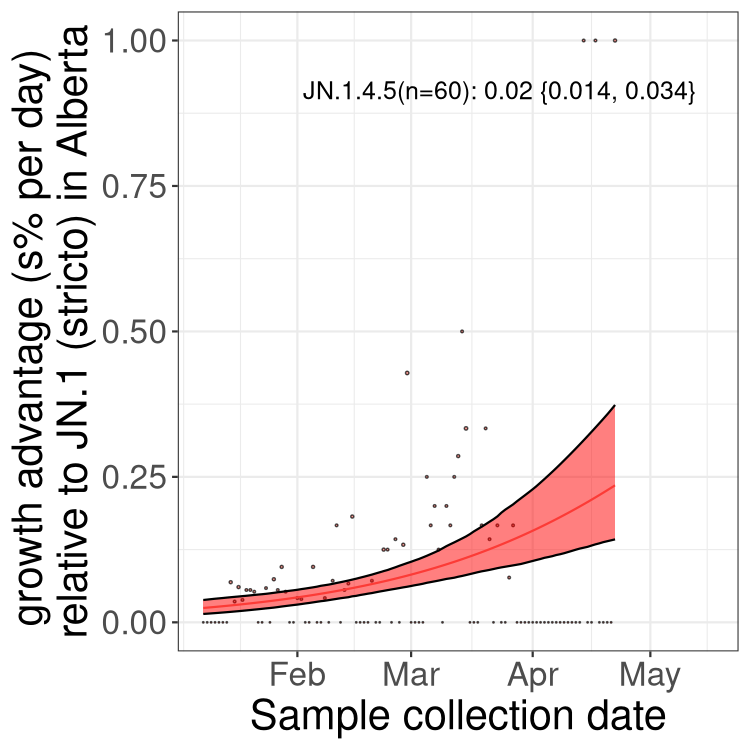 growth advantage (s% per day)
relative to JN.1 (stricto) in Alberta
1.00
0.75
0.50
0.25
0.00
JN.1.4.5(n=60): 0.02 {0.014, 0.034}
Feb
Mar
Apr
May
Sample collection date